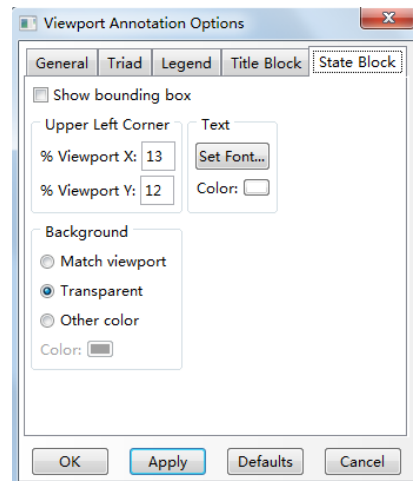 Viewport Annotation Options
General Triad Legend Title Block State Block
Show bounding box
Upper Left Corner Text
% Viewport X: 13 Set Font...
% Viewport Y: 12 Color:
Background
Match viewport
Transparent
Other color
Color:
OK Apply Defaults Cancel